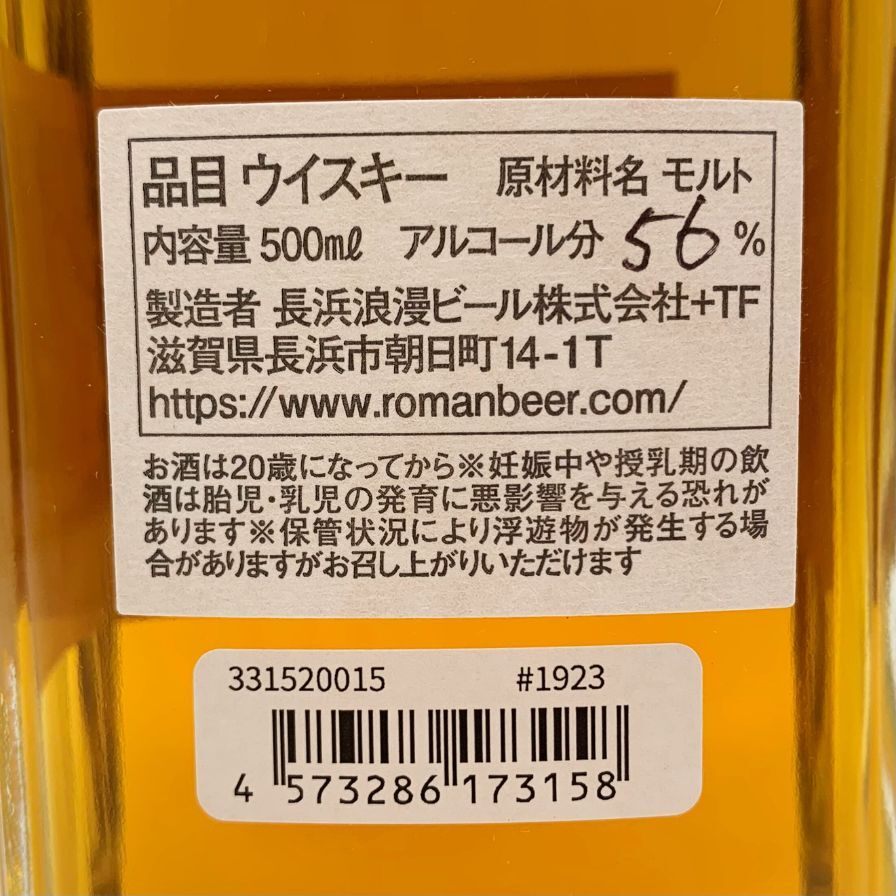 品目 ウイスキー 原材料名 モルト
内容量 500㎖ アルコール分 56 %
製造者 長浜浪漫ビール株式会社+TF
滋賀県長浜市朝日町14-1T
https://www.romanbeer.com/
お酒は20歳になってから※妊娠中や授乳期の飲
酒は胎児・乳児の発育に悪影響を与える恐れが
あります※保管状況により浮遊物が発生する場
合がありますがお召し上がりいただけます
331520015 #1923
4 573286 173158